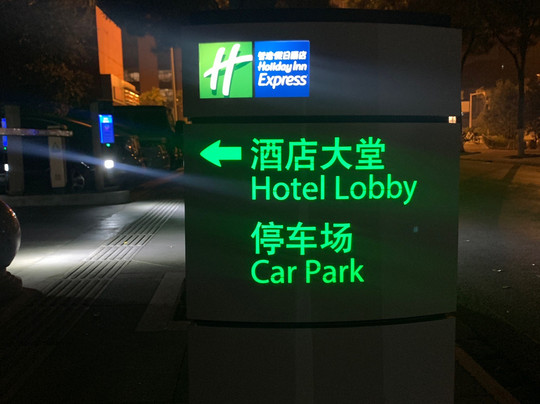 智选假日酒店
Holiday Inn
Express
酒店大堂
Hotel Lobby
停车场
Car Park